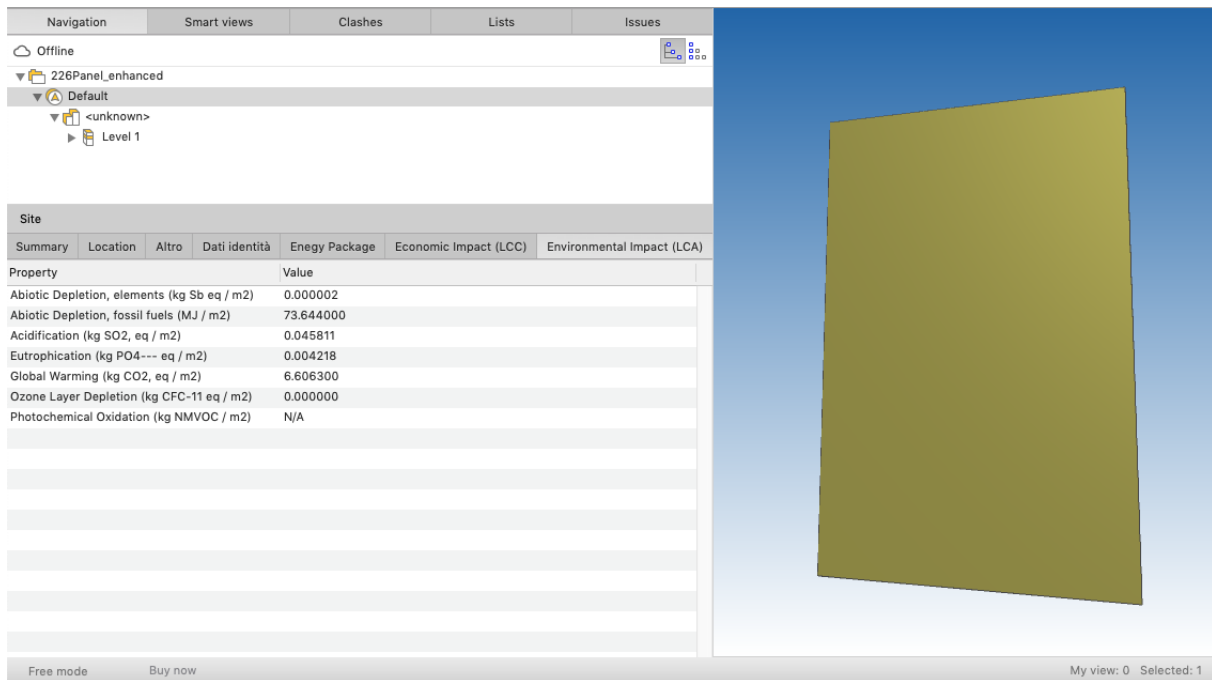 Navigation Smart views Clashes Lists Issues
Offline
226Panel_enhanced
Default
<unknown>
Level 1
Site
Summary Location Altro Dati identità Enegy Package Economic Impact (LCC) Environmental Impact (LCA)
Property Value
Abiotic Depletion, elements (kg Sb eq / m2) 0.000002
Abiotic Depletion, fossil fuels (MJ / m2) 73.644000
Acidification (kg SO2, eq / m2) 0.045811
Eutrophication (kg PO4--- eq / m2) 0.004218
Global Warming (kg CO2, eq / m2) 6.606300
Ozone Layer Depletion (kg CFC-11 eq / m2) 0.000000
Photochemical Oxidation (kg NMVOC / m2) N/A
Free mode Buy now My view: 0 Selected: 1